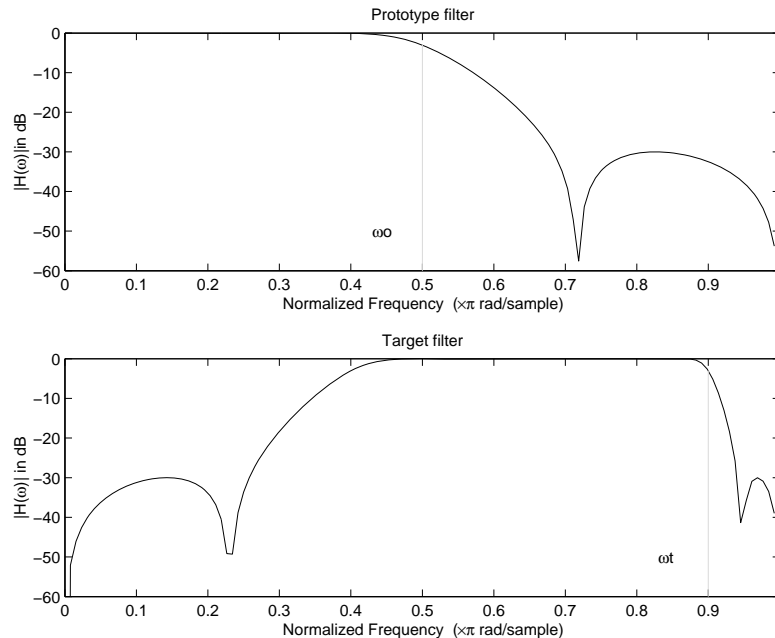 Prototype filter
0
−10
−20
−30
−40
−50
−60
|H(ω)|in dB
ωo
0 0.1 0.2 0.3 0.4 0.5 0.6 0.7 0.8 0.9
Normalized Frequency (×π rad/sample)
Target filter
0
−10
−20
−30
−40
−50
−60
|H(ω)| in dB
ωt
0 0.1 0.2 0.3 0.4 0.5 0.6 0.7 0.8 0.9
Normalized Frequency (×π rad/sample)